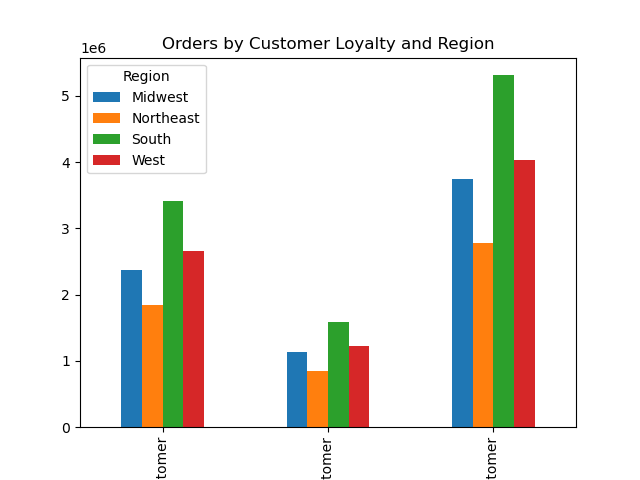 Orders by Customer Loyalty and Region
1e6
Region
Midwest
Northeast
South
West
5
4
3
2
1
0
tomer
tomer
tomer